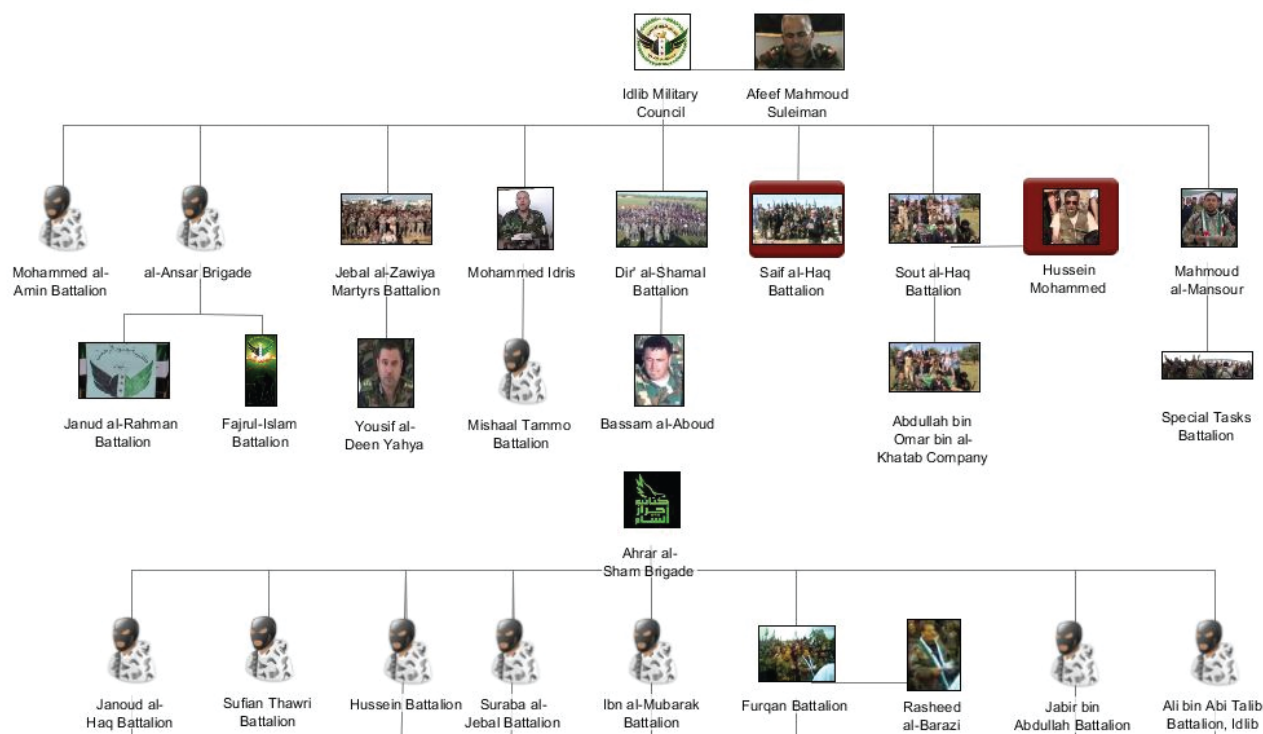 Idlib Military
Council
Afeef Mahmoud
Suleiman
Mohammed al-
Amin Battalion
al-Ansar Brigade
Jebal al-Zawiya
Martyrs Battalion
Mohammed Idris
Dir' al-Shamal
Battalion
Saif al-Haq
Battalion
Sout al-Haq
Battalion
Hussein
Mohammed
Mahmoud
al-Mansour
Janud al-Rahman
Battalion
Fajrul-Islam
Battalion
Yousif al-
Deen Yahya
Mishaal Tammo
Battalion
Bassam al-Aboud
Abdullah bin
Omar bin al-
Khatab Company
Special Tasks
Battalion
كتائب
أحرار
الشام
Ahrar al-
Sham Brigade
Janoud al-
Haq Battalion
Sufian Thawri
Battalion
Hussein Battalion
Suraba al-
Jebal Battalion
Ibn al-Mubarak
Battalion
Furqan Battalion
Rasheed
al-Barazi
Jabir bin
Abdullah Battalion
Ali bin Abi Talib
Battalion, Idlib